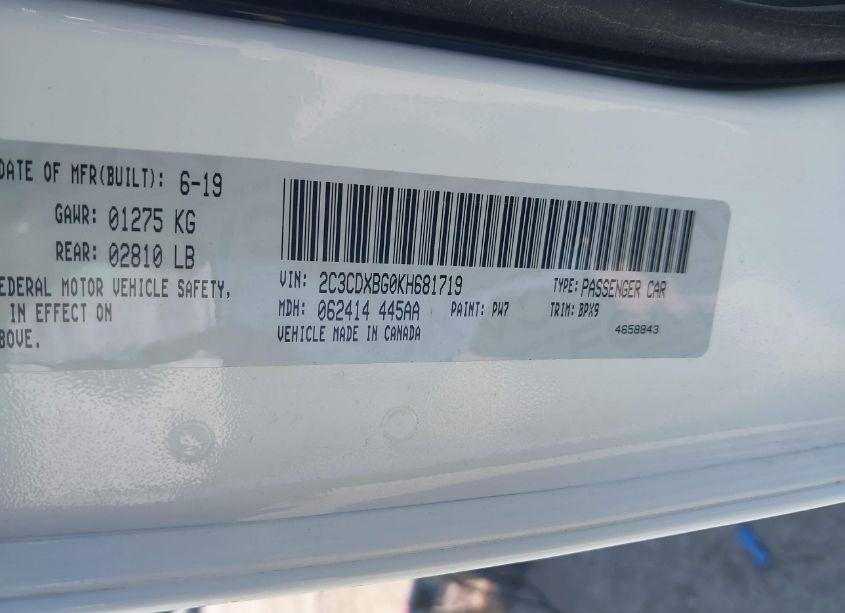 DATE OF MFR(BUILT): 6-19
GAWR: 01275 KG
REAR: 02810 LB
EDERAL MOTOR VEHICLE SAFETY,
IN EFFECT ON
BOVE.
VIN: 2C3CDXBG0KH681719 TYPE: PASSENGER CAR
MDH: 062414 445AA PAINT: PW7 TRIM: BPX9
VEHICLE MADE IN CANADA 4658843